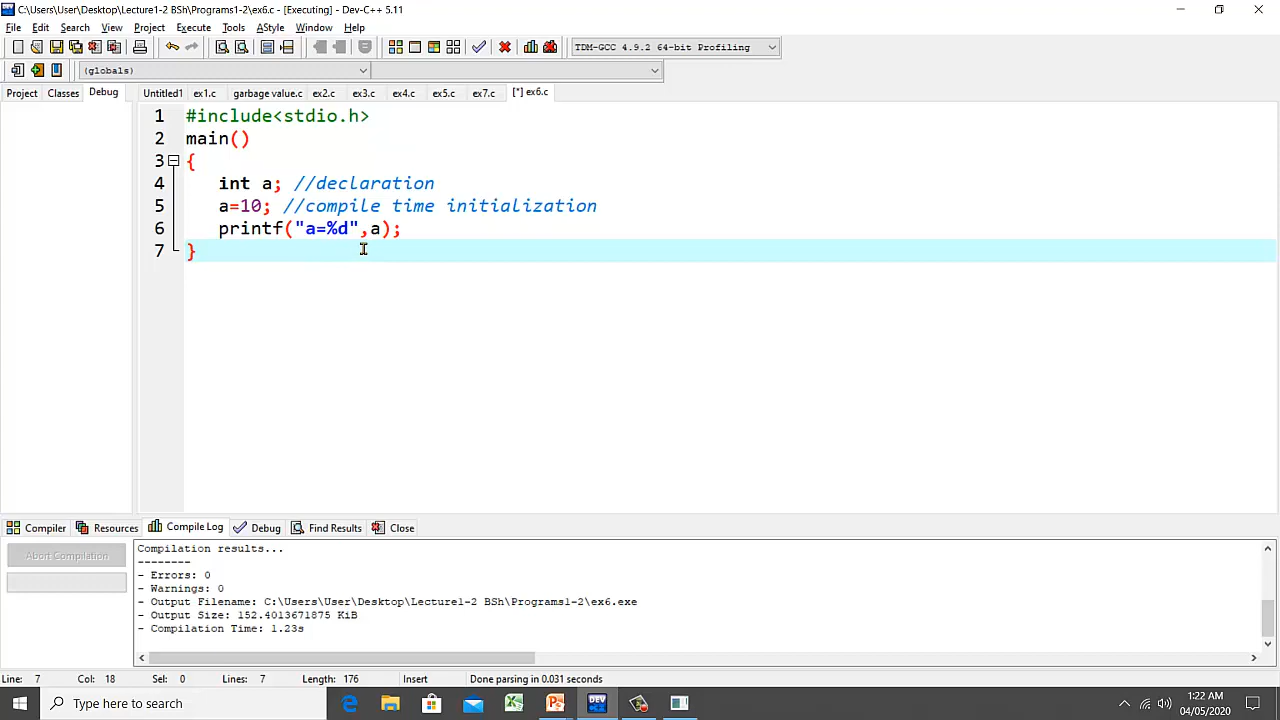 C:\Users\User\Desktop\Lecture1-2 BSh\Programs1-2\ex6.c - [Executing] - Dev-C++ 5.11
File Edit Search View Project Execute Tools AStyle Window Help
TDM-GCC 4.9.2 64-bit Profiling
(globals)
Project Classes Debug Untitled1 ex1.c garbage value.c ex2.c ex3.c ex4.c ex5.c ex7.c [*] ex6.c
1 #include<stdio.h>
2 main()
3 {
4 int a; //declaration
5 a=10; //compile time initialization
6 printf("a=%d",a);
7 }
Compiler Resources Compile Log Debug Find Results Close
Abort Compilation
Compilation results...
--------
- Errors: 0
- Warnings: 0
- Output Filename: C:\Users\User\Desktop\Lecture1-2 BSh\Programs1-2\ex6.exe
- Output Size: 152.4013671875 KiB
- Compilation Time: 1.23s
Line: 7 Col: 18 Sel: 0 Lines: 7 Length: 176 Insert Done parsing in 0.031 seconds
Type here to search
1:22 AM
04/05/2020